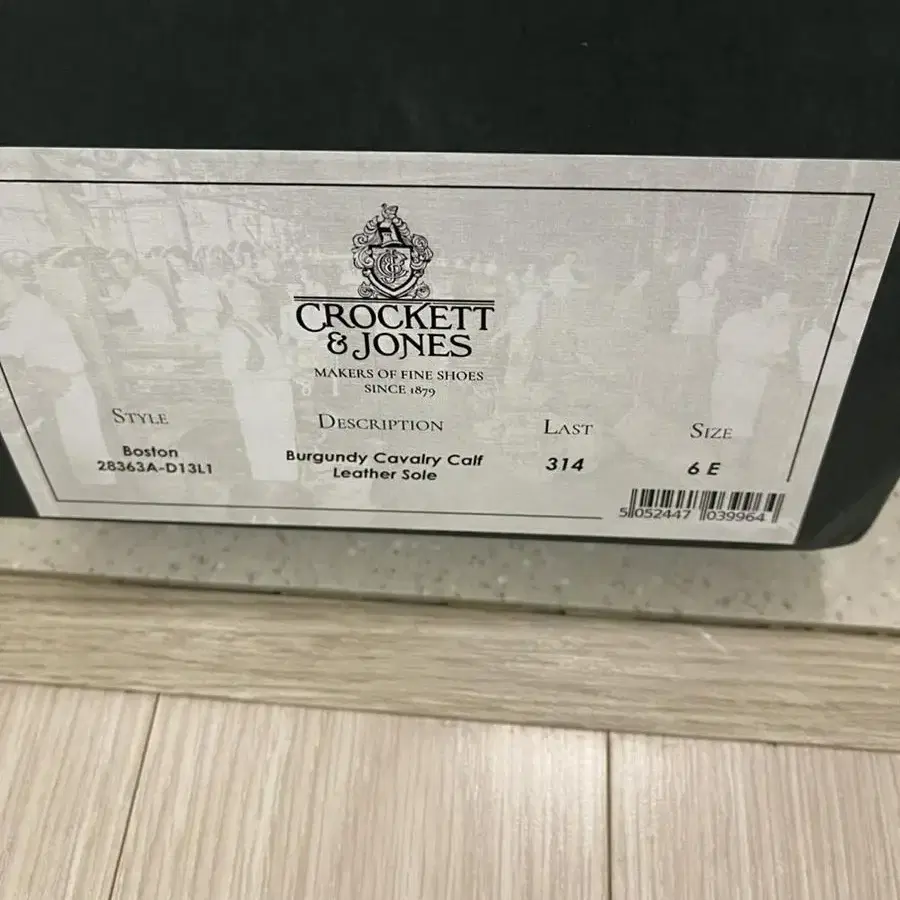 CROCKETT
& JONES
MAKERS OF FINE SHOES
SINCE 1879
STYLE
Boston
28363A-D13L1
DESCRIPTION
Burgundy Cavalry Calf
Leather Sole
LAST
314
SIZE
6 E
5 052447 039964